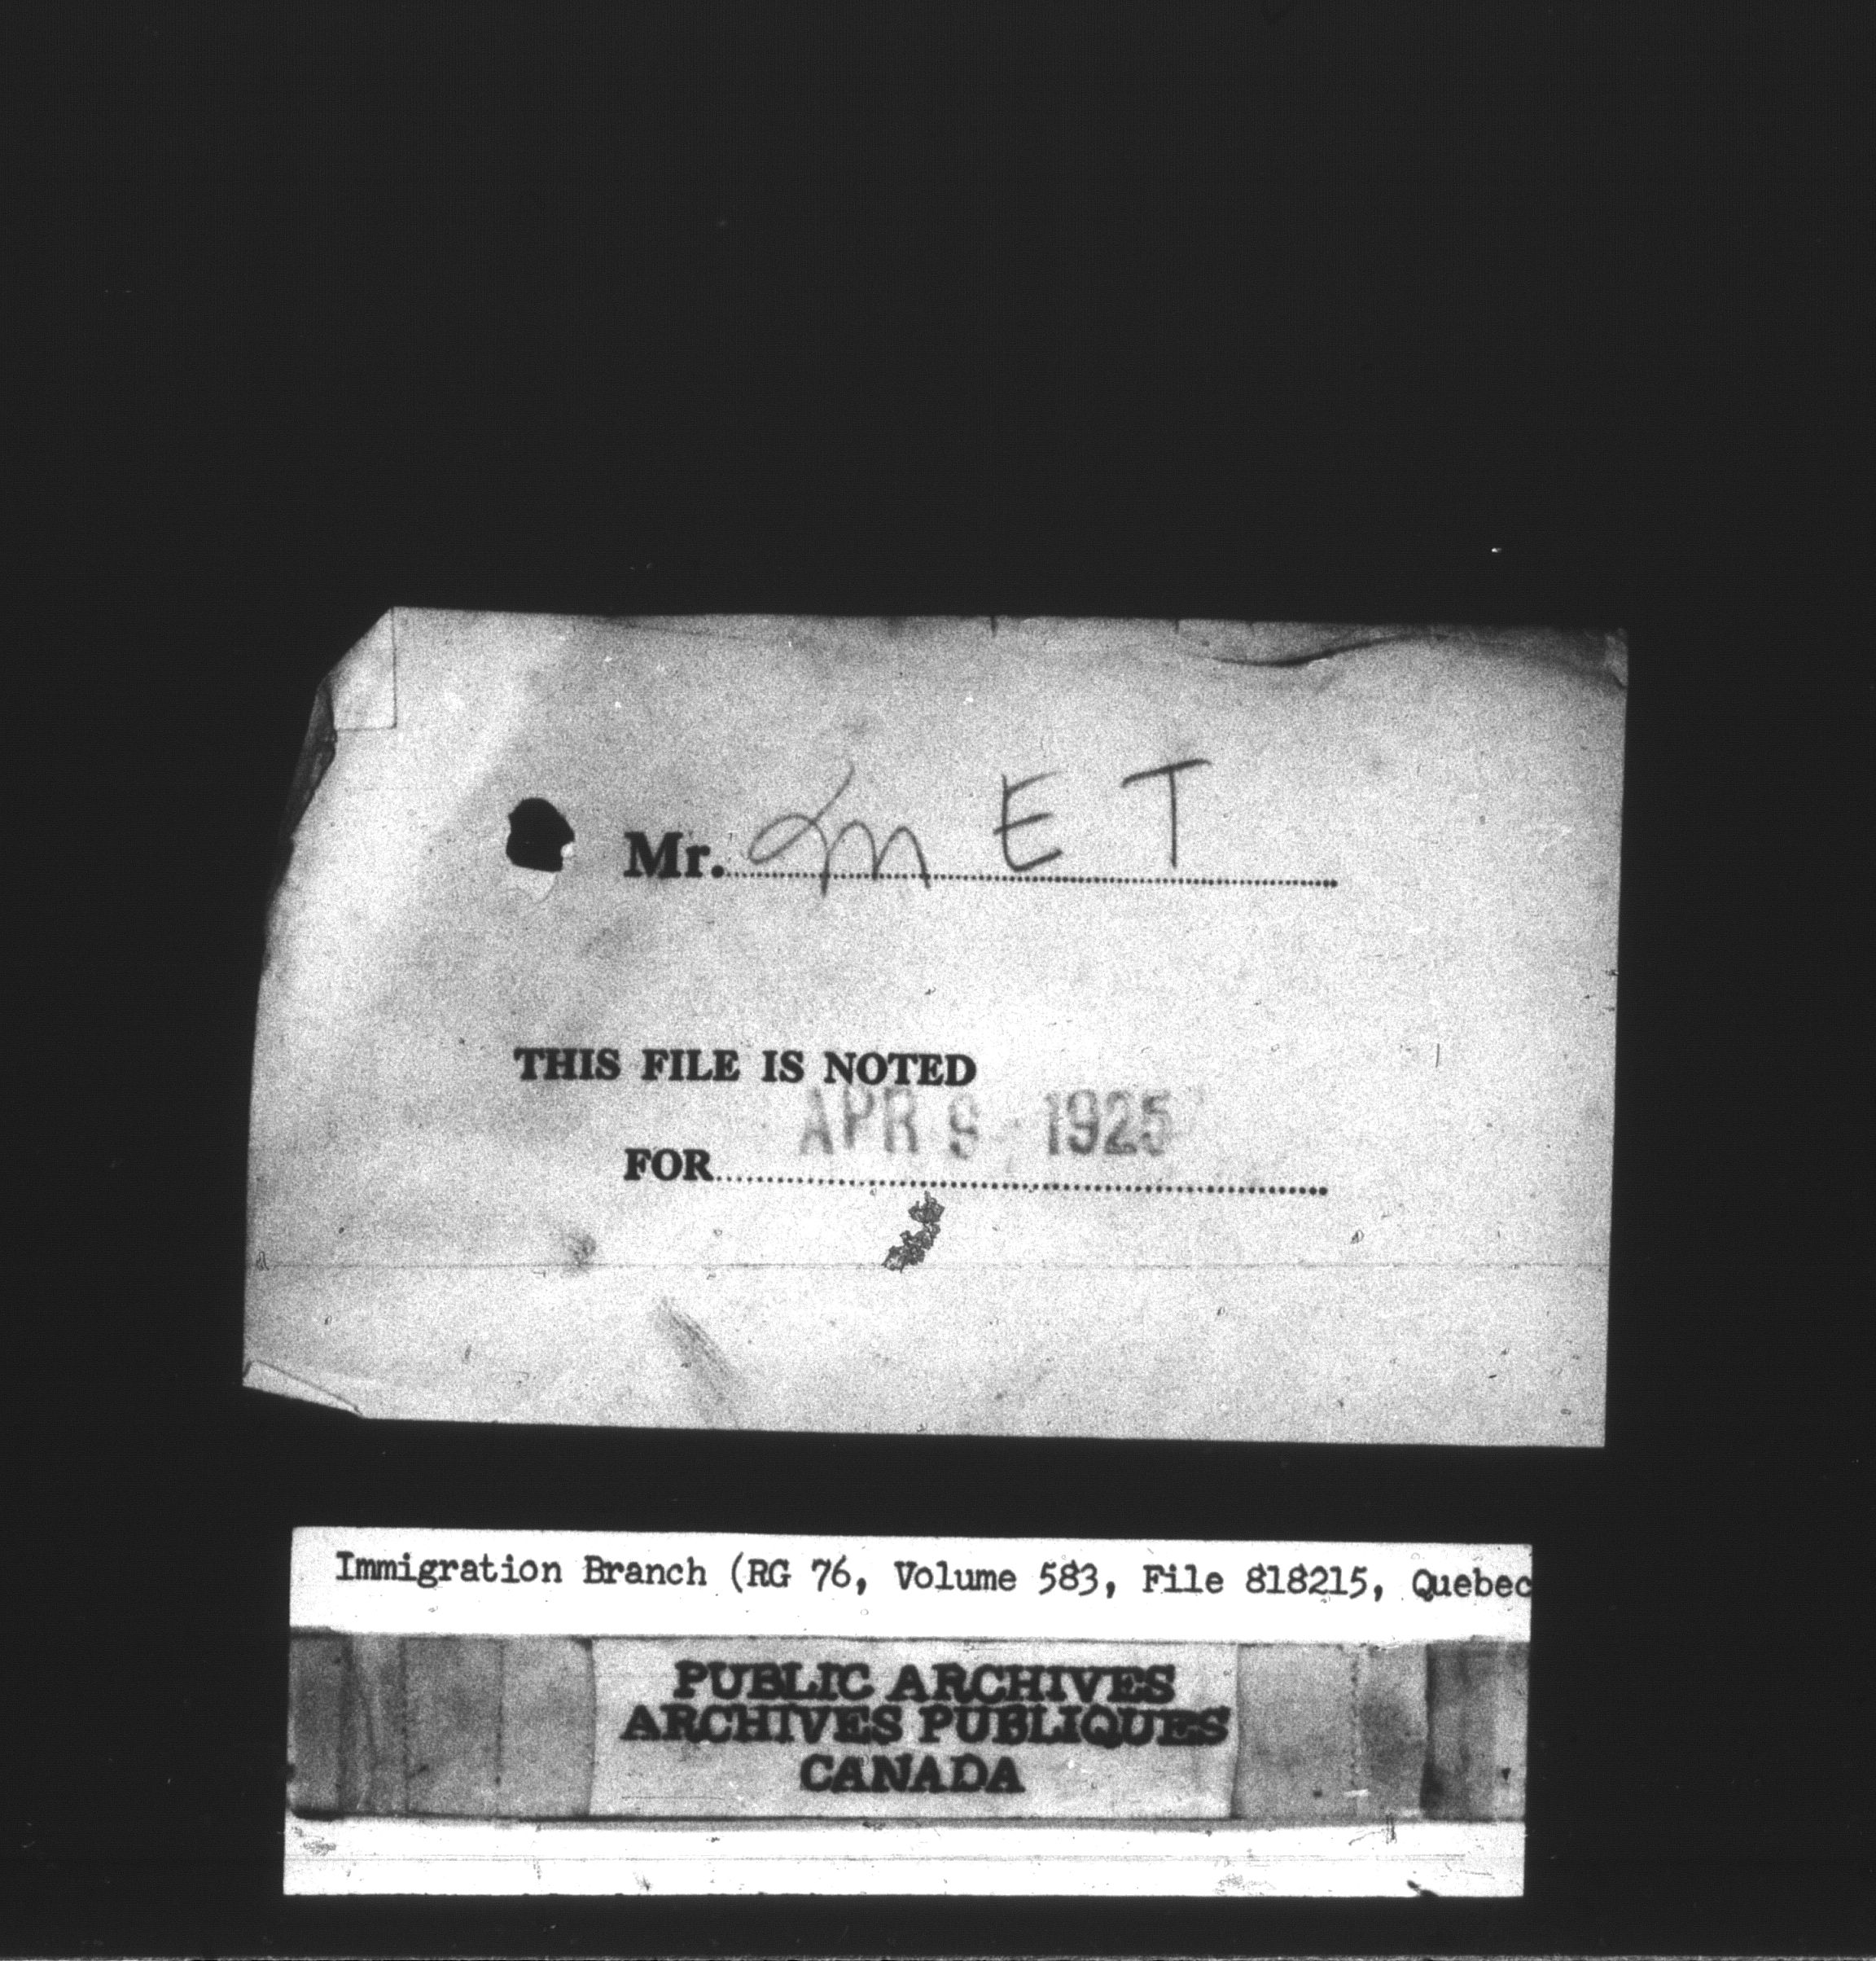 Mr. E T
THIS FILE IS NOTED
APR 9 1925
FOR
Immigration Branch (RG 76, Volume 583, File 818215, Quebec
PUBLIC ARCHIVES
ARCHIVES PUBLIQUES
CANADA